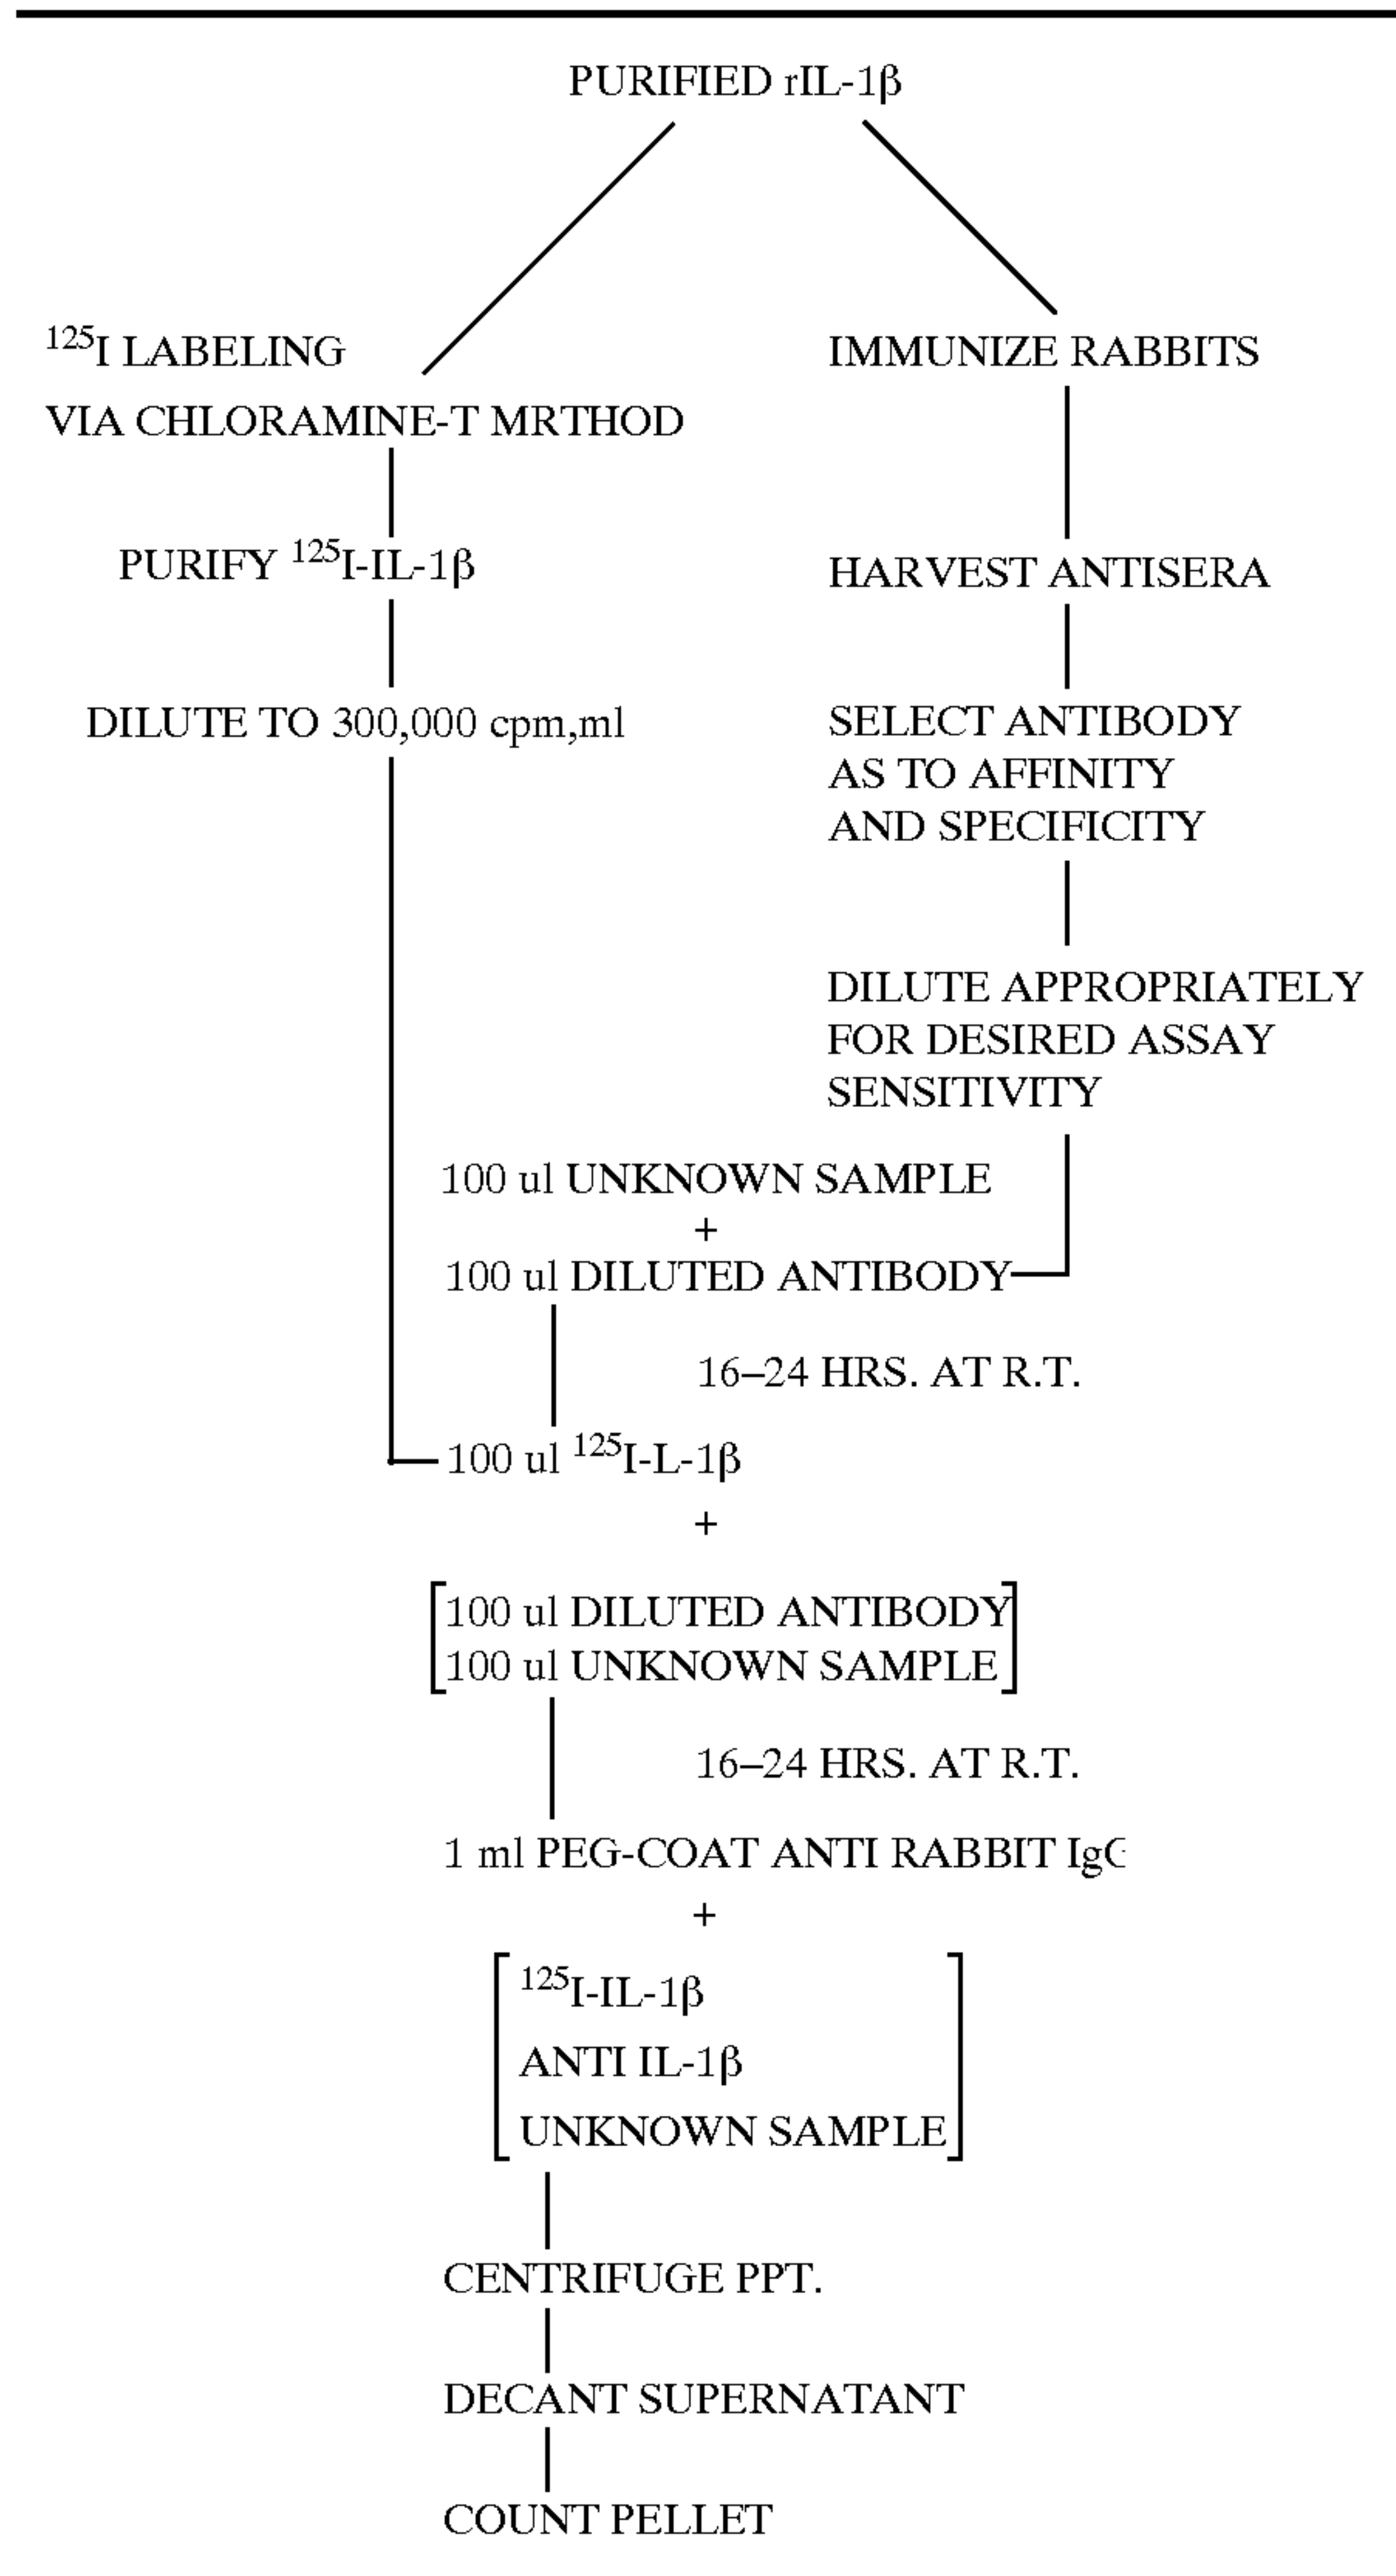 PURIFIED rIL-1β
¹²⁵I LABELING
VIA CHLORAMINE-T MRTHOD
PURIFY ¹²⁵I-IL-1β
DILUTE TO 300,000 cpm,ml
IMMUNIZE RABBITS
HARVEST ANTISERA
SELECT ANTIBODY
AS TO AFFINITY
AND SPECIFICITY
DILUTE APPROPRIATELY
FOR DESIRED ASSAY
SENSITIVITY
100 ul UNKNOWN SAMPLE
+
100 ul DILUTED ANTIBODY
16–24 HRS. AT R.T.
100 ul ¹²⁵I-L-1β
+
100 ul DILUTED ANTIBODY
100 ul UNKNOWN SAMPLE
16–24 HRS. AT R.T.
1 ml PEG-COAT ANTI RABBIT IgG
+
¹²⁵I-IL-1β
ANTI IL-1β
UNKNOWN SAMPLE
CENTRIFUGE PPT.
DECANT SUPERNATANT
COUNT PELLET